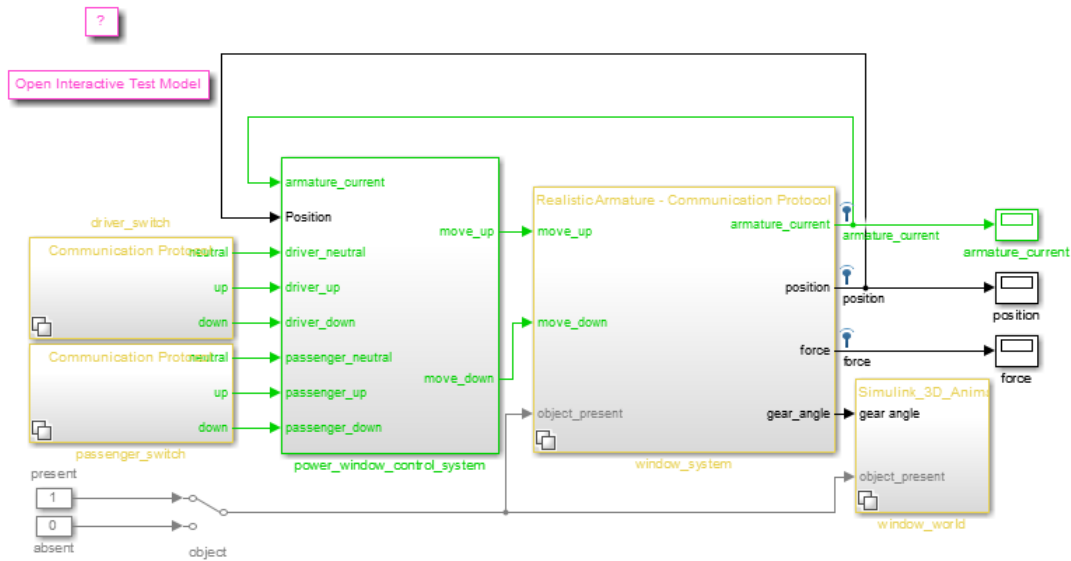 ?
Open Interactive Test Model
driver_switch
Communication Protocol
neutral
up
down
Communication Protocol
neutral
up
down
passenger_switch
armature_current
Position
driver_neutral
driver_up
driver_down
passenger_neutral
passenger_up
passenger_down
move_up
move_down
power_window_control_system
Realistic Armature - Communication Protocol
move_up
move_down
object_present
armature_current
position
force
gear_angle
window_system
armature_current
position
force
armature_current
position
force
Simulink_3D_Anima
gear angle
object_present
window_world
present
1
0
absent
object